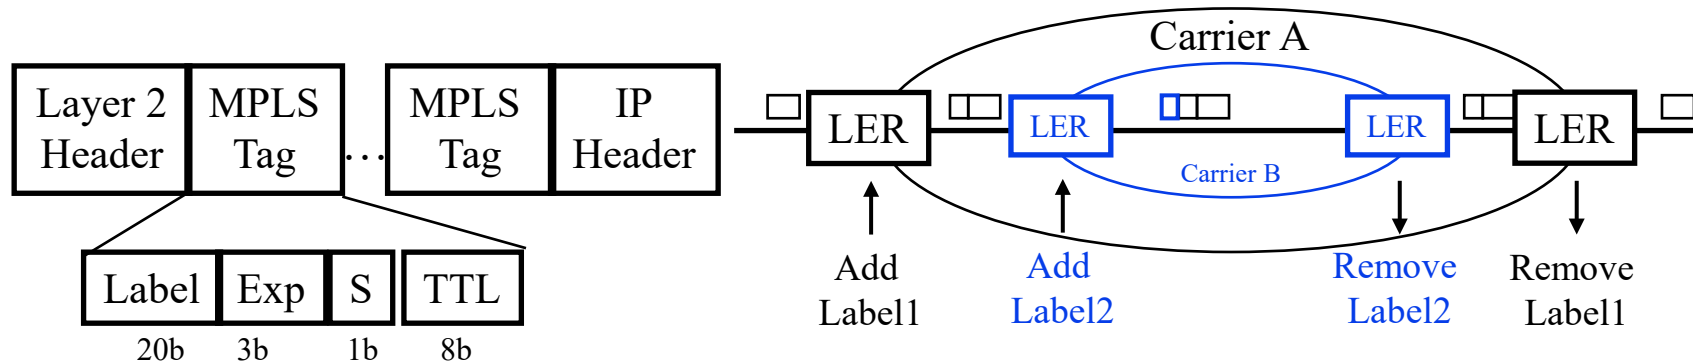 Layer 2
Header
MPLS
Tag
...
MPLS
Tag
IP
Header
Label
Exp
S
TTL
20b
3b
1b
8b
Carrier A
LER
LER
LER
LER
Carrier B
Add
Label1
Add
Label2
Remove
Label2
Remove
Label1